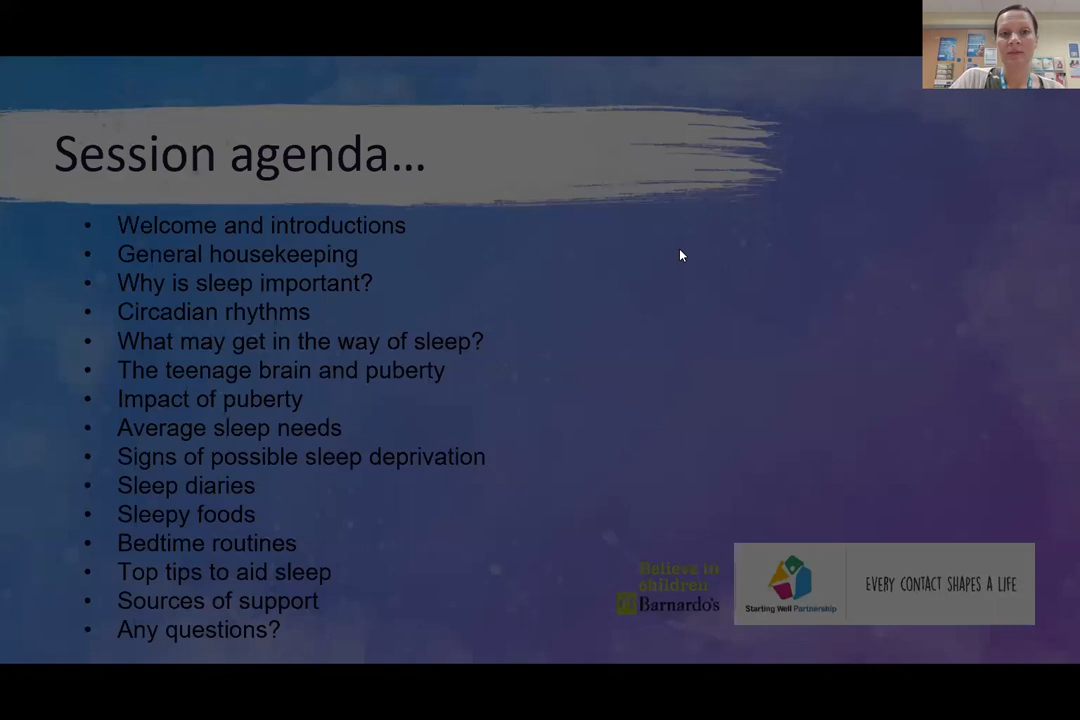 Session agenda...
• Welcome and introductions
• General housekeeping
• Why is sleep important?
• Circadian rhythms
• What may get in the way of sleep?
• The teenage brain and puberty
• Impact of puberty
• Average sleep needs
• Signs of possible sleep deprivation
• Sleep diaries
• Sleepy foods
• Bedtime routines
• Top tips to aid sleep
• Sources of support
• Any questions?
Believe in
children
Barnardo's
Starting Well Partnership
EVERY CONTACT SHAPES A LIFE